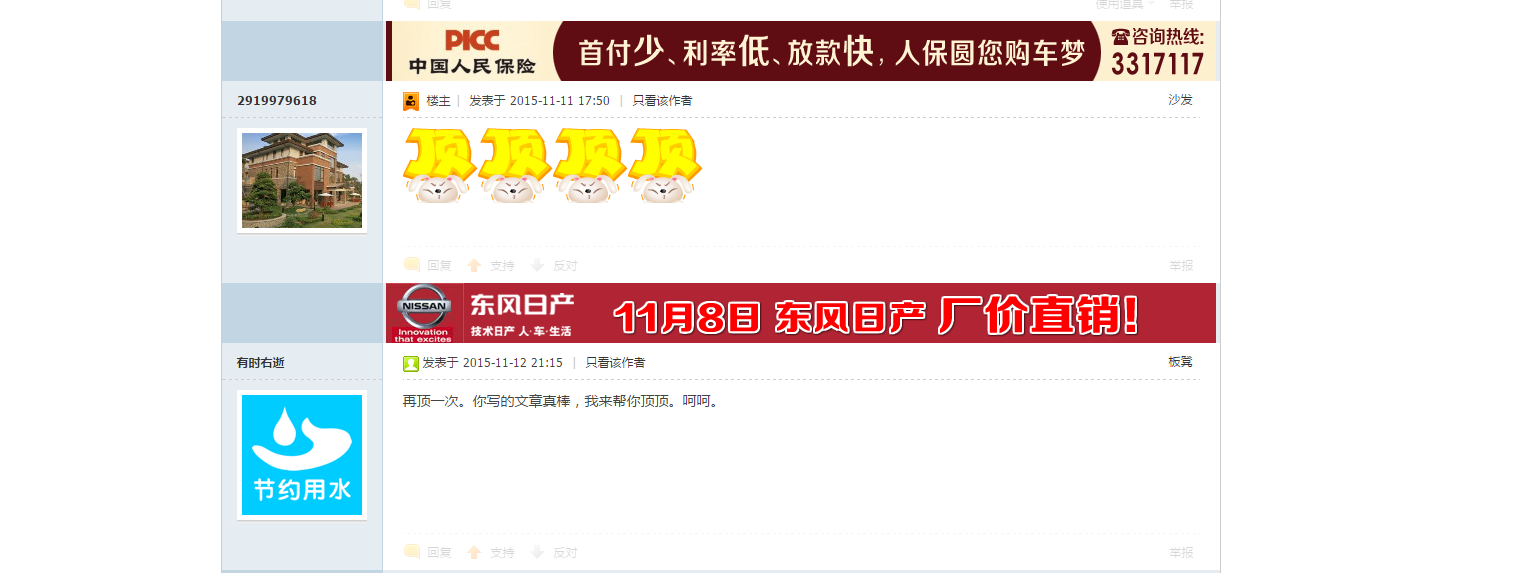 回复 使用道具 举报
PICC
中国人民保险
首付少、利率低、放款快，人保圆您购车梦
咨询热线:
3317117
2919979618
楼主 | 发表于 2015-11-11 17:50 | 只看该作者 沙发
顶 顶 顶 顶
回复 支持 反对 举报
NISSAN
Innovation
that excites
东风日产
技术日产 人·车·生活
11月8日 东风日产 厂价直销!
有时右逝
发表于 2015-11-12 21:15 | 只看该作者 板凳
再顶一次。你写的文章真棒，我来帮你顶顶。呵呵。
节约用水
回复 支持 反对 举报